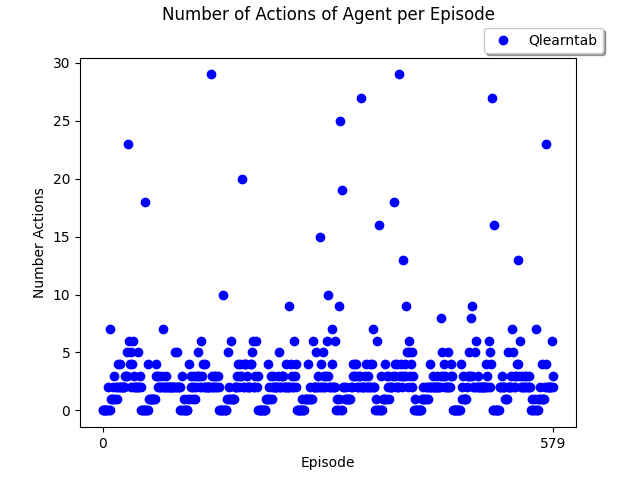 Number of Actions of Agent per Episode
Qlearntab
30
25
20
15
10
5
0
Number Actions
0 579
Episode